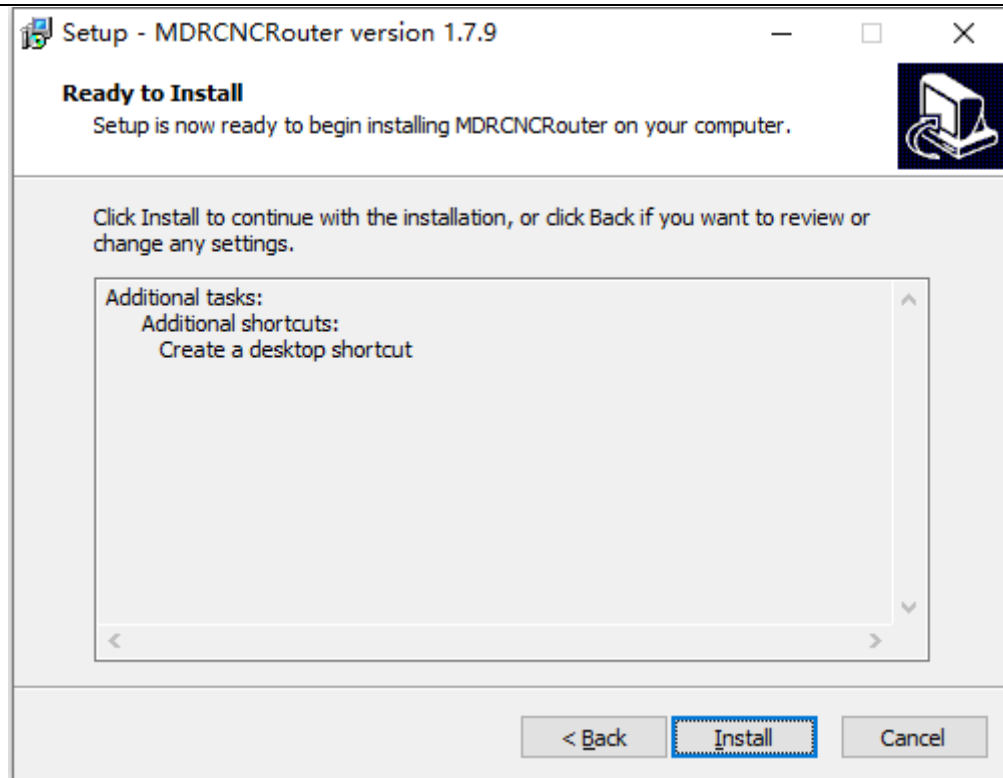 Setup - MDRCNCRouter version 1.7.9
Ready to Install
Setup is now ready to begin installing MDRCNCRouter on your computer.
Click Install to continue with the installation, or click Back if you want to review or
change any settings.
Additional tasks:
Additional shortcuts:
Create a desktop shortcut
< Back
Install
Cancel